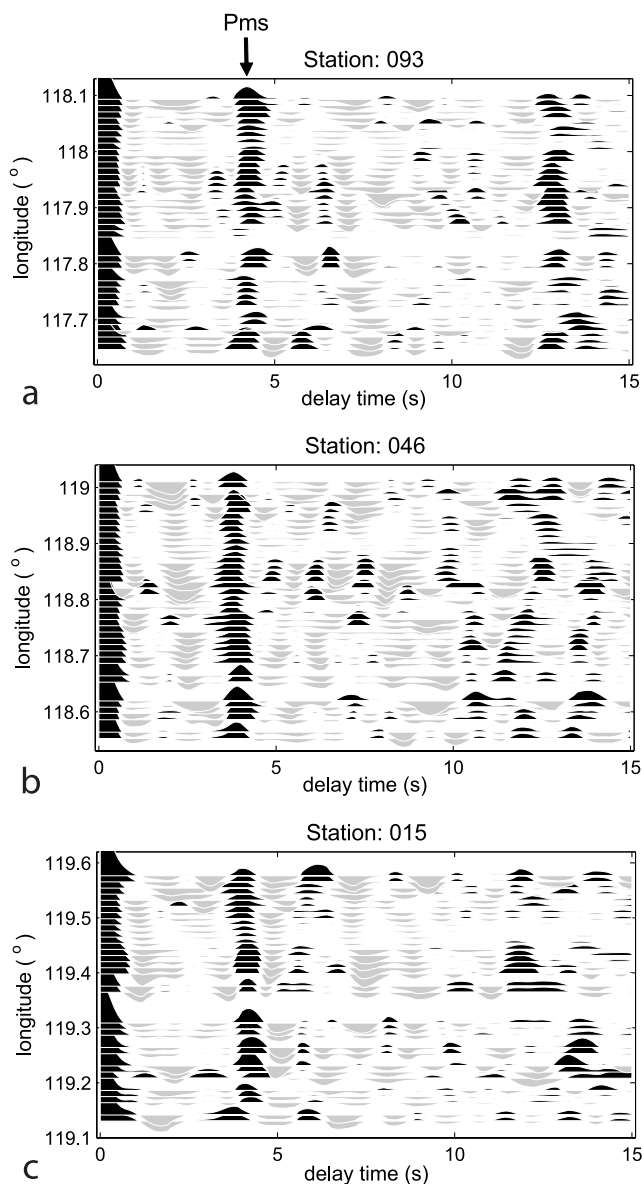 Pms
Station: 093
118.1
118
117.9
117.8
117.7
longitude ( o )
0 5 10 15
delay time (s)
a
Station: 046
119
118.9
118.8
118.7
118.6
longitude ( o )
0 5 10 15
delay time (s)
b
Station: 015
119.6
119.5
119.4
119.3
119.2
119.1
longitude ( o )
0 5 10 15
delay time (s)
c